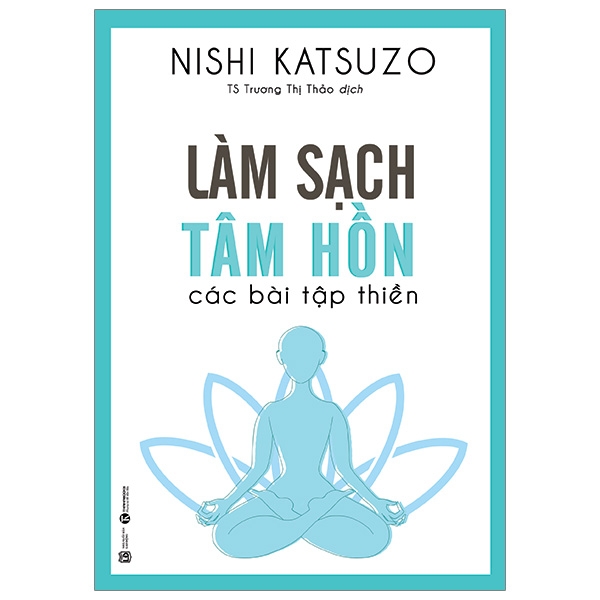 NISHI KATSUZO
TS Trương Thị Thảo dịch
LÀM SẠCH
TÂM HỒN
các bài tập thiền